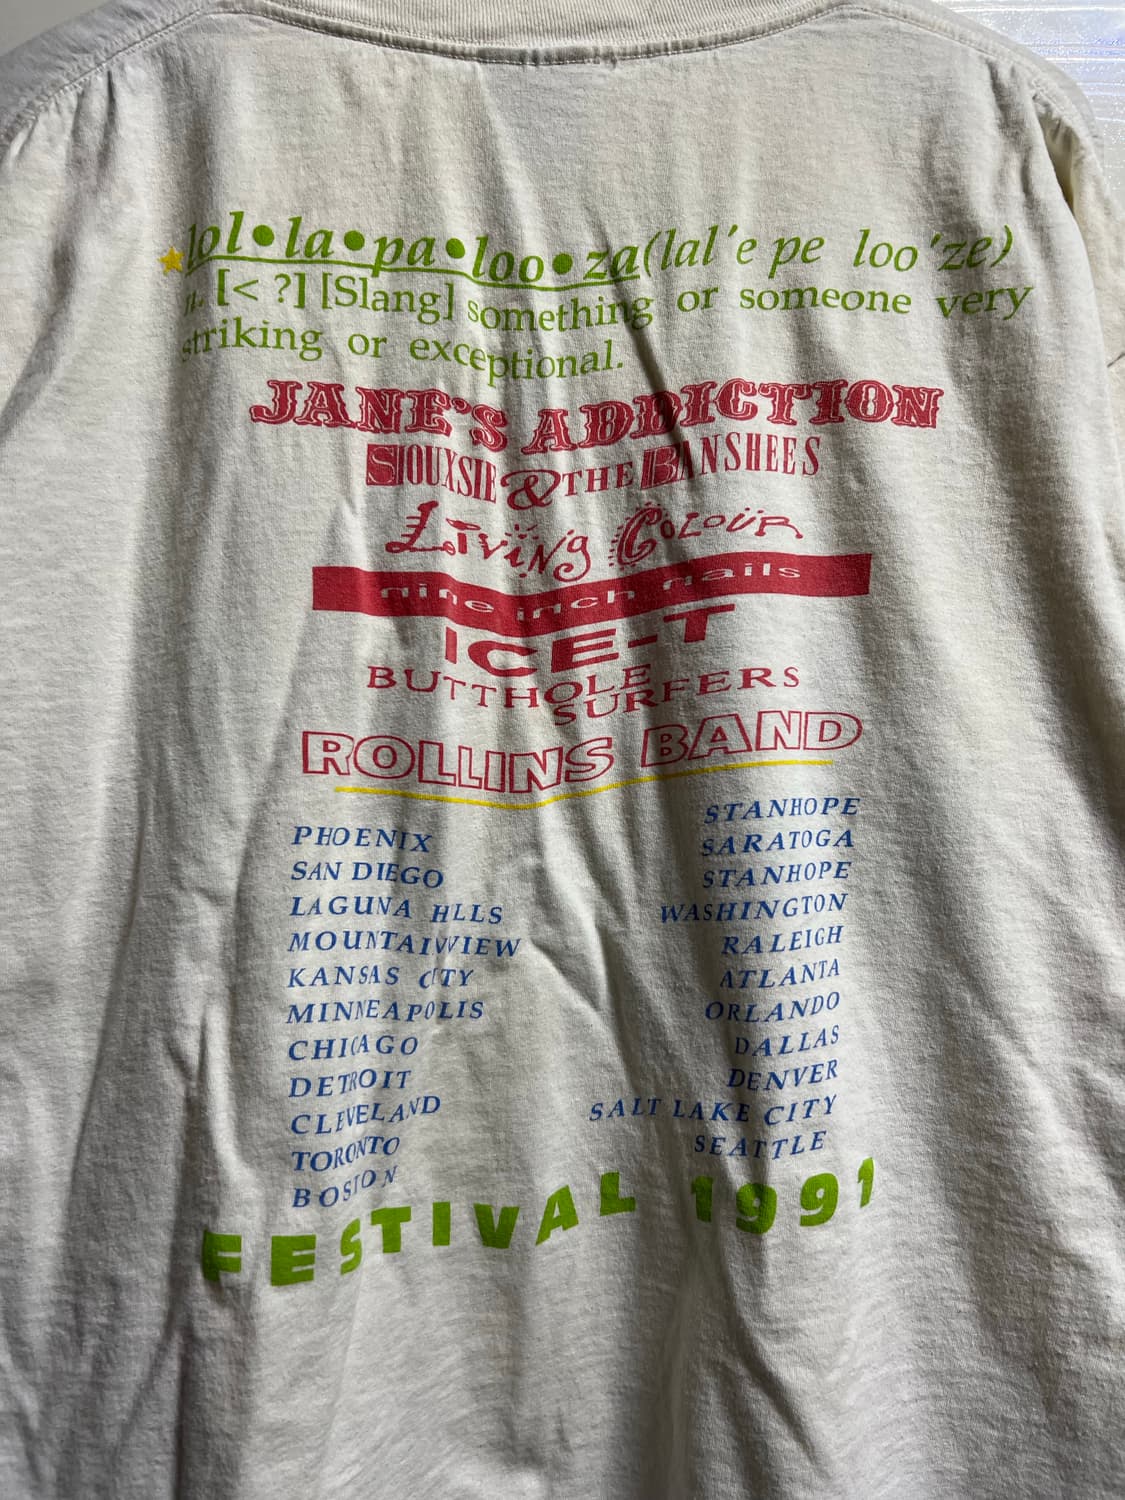 lol•la•pa•loo•za(lal'e pe loo'ze)
n. [< ?] [Slang] something or someone very
striking or exceptional.
JANE'S ADDICTION
SIOUXSIE & THE BANSHEES
Living Colour
nine inch nails
ICE-T
BUTTHOLE
SURFERS
ROLLINS BAND
PHOENIX
SAN DIEGO
LAGUNA HLLS
MOUNTAINVIEW
KANSAS CITY
MINNEAPOLIS
CHICAGO
DETROIT
CLEVELAND
TORONTO
BOSTON
STANHOPE
SARATOGA
STANHOPE
WASHINGTON
RALEIGH
ATLANTA
ORLANDO
DALLAS
DENVER
SALT LAKE CITY
SEATTLE
FESTIVAL 1991